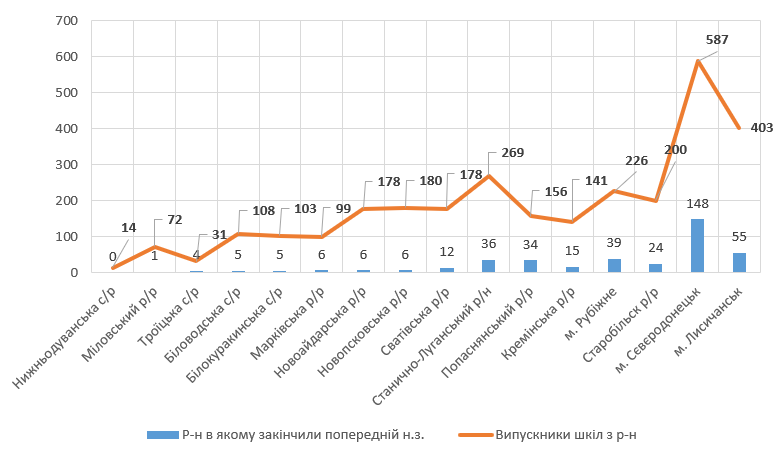 700
600
500
400
300
200
100
0
14
72
31
108
103
99
178
180
178
269
156
141
226
200
587
403
0
1
4
5
5
6
6
6
12
36
34
15
39
24
148
55
Нижньодуванська с/р
Міловський р/р
Троїцька с/р
Біловодська с/р
Білокуракинська с/р
Марківська р/р
Новоайдарська р/р
Новопсковська р/р
Сватівська р/р
Станично-Луганський р/н
Попаснянський р/р
Кремінська р/р
м. Рубіжне
Старобільск р/р
м. Сєвєродонецьк
м. Лисичанськ
Р-н в якому закінчили попередній н.з.
Випускники шкіл з р-н